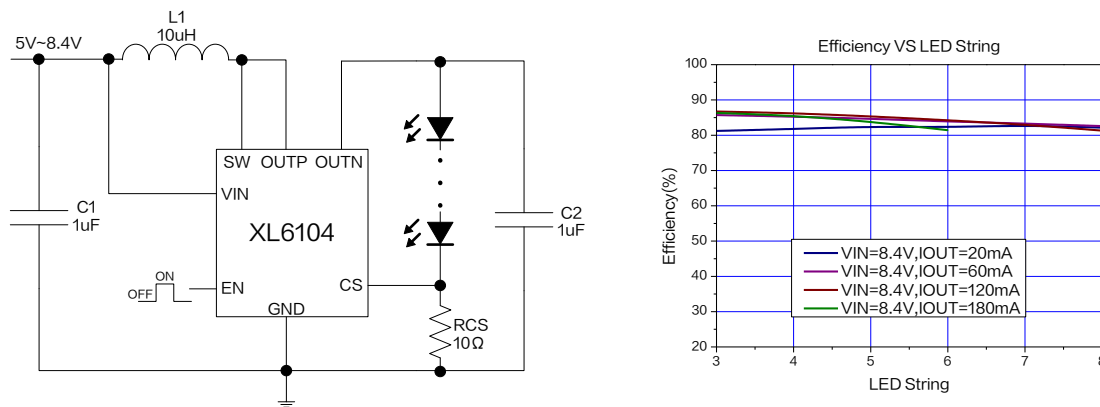 L1
10uH
5V~8.4V
SW OUTP OUTN
VIN
C1
1uF
XL6104
C2
1uF
ON
OFF
EN
CS
GND
RCS
10Ω
Efficiency VS LED String
Efficiency(%)
100
90
80
70
60
50
40
30
20
VIN=8.4V,IOUT=20mA
VIN=8.4V,IOUT=60mA
VIN=8.4V,IOUT=120mA
VIN=8.4V,IOUT=180mA
3 4 5 6 7 8
LED String